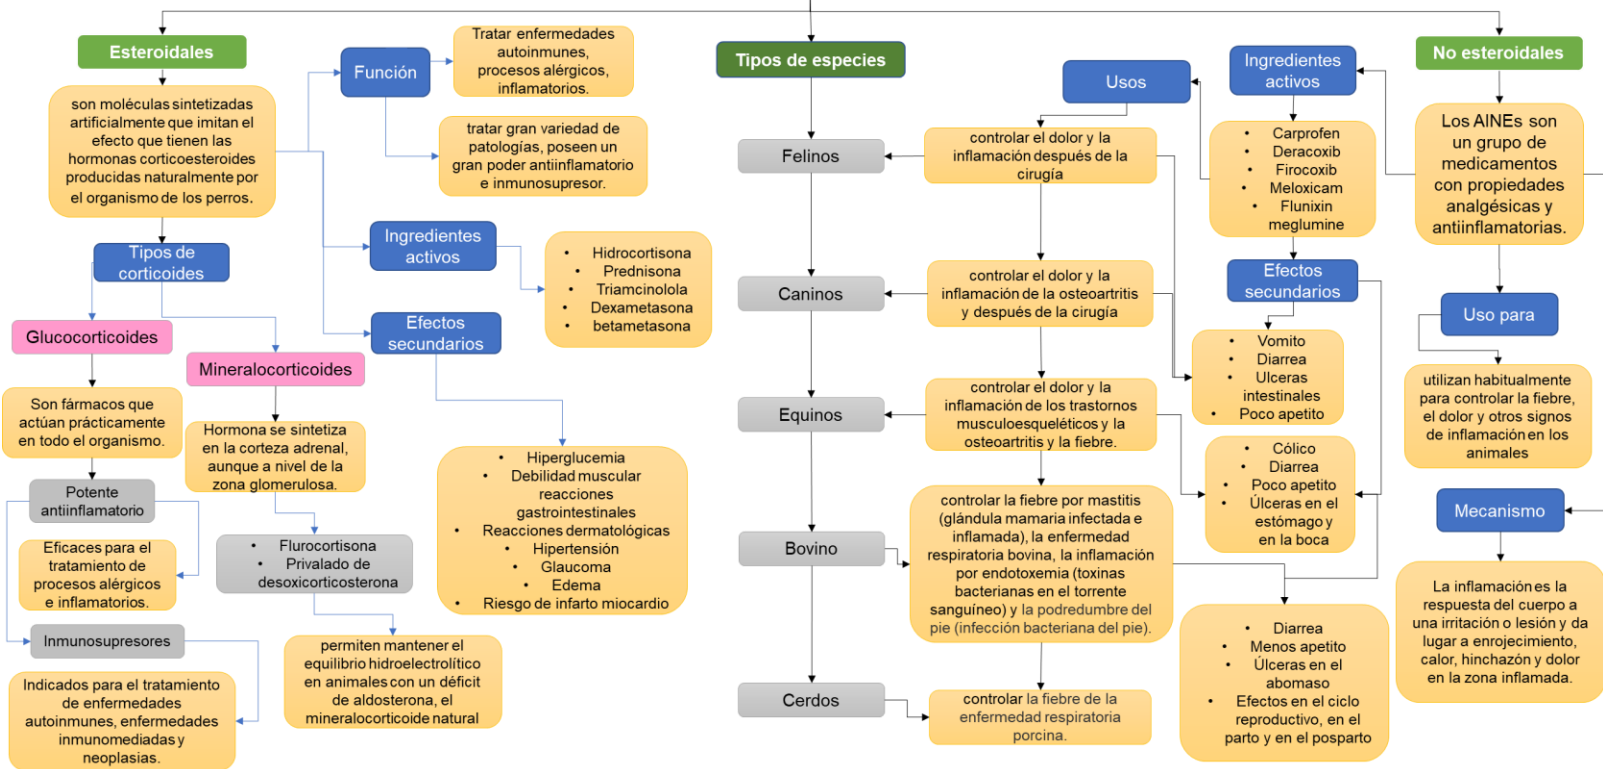 Esteroidales
son moléculas sintetizadas
artificialmente que imitan el
efecto que tienen las
hormonas corticoesteroides
producidas naturalmente por
el organismo de los perros.
Función
Tratar enfermedades
autoinmunes,
procesos alérgicos,
inflamatorios.
tratar gran variedad de
patologías, poseen un
gran poder antiinflamatorio
e inmunosupresor.
Ingredientes
activos
• Hidrocortisona
• Prednisona
• Triamcinolola
• Dexametasona
• betametasona
Efectos
secundarios
• Hiperglucemia
• Debilidad muscular
reacciones
gastrointestinales
• Reacciones dermatológicas
• Hipertensión
• Glaucoma
• Edema
• Riesgo de infarto miocardio
Tipos de
corticoides
Glucocorticoides
Son fármacos que
actúan prácticamente
en todo el organismo.
Potente
antiinflamatorio
Eficaces para el
tratamiento de
procesos alérgicos
e inflamatorios.
Inmunosupresores
Indicados para el tratamiento
de enfermedades
autoinmunes, enfermedades
inmunomediadas y
neoplasias.
Mineralocorticoides
Hormona se sintetiza
en la corteza adrenal,
aunque a nivel de la
zona glomerulosa.
• Flurocortisona
• Privalado de
desoxicorticosterona
permiten mantener el
equilibrio hidroelectrolítico
en animales con un déficit
de aldosterona, el
mineralocorticoide natural
Tipos de especies
Felinos
Caninos
Equinos
Bovino
Cerdos
Usos
controlar el dolor y la
inflamación después de la
cirugía
controlar el dolor y la
inflamación de la osteoartritis
y después de la cirugía
controlar el dolor y la
inflamación de los trastornos
musculoesqueléticos y la
osteoartritis y la fiebre.
controlar la fiebre por mastitis
(glándula mamaria infectada e
inflamada), la enfermedad
respiratoria bovina, la inflamación
por endotoxemia (toxinas
bacterianas en el torrente
sanguíneo) y la podredumbre del
pie (infección bacteriana del pie).
controlar la fiebre de la
enfermedad respiratoria
porcina.
Ingredientes
activos
• Carprofen
• Deracoxib
• Firocoxib
• Meloxicam
• Flunixin
meglumine
Efectos
secundarios
• Vomito
• Diarrea
• Ulceras
intestinales
• Poco apetito
• Cólico
• Diarrea
• Poco apetito
• Úlceras en el
estómago y
en la boca
• Diarrea
• Menos apetito
• Úlceras en el
abomaso
• Efectos en el ciclo
reproductivo, en el
parto y en el posparto
No esteroidales
Los AINEs son
un grupo de
medicamentos
con propiedades
analgésicas y
antiinflamatorias.
Uso para
utilizan habitualmente
para controlar la fiebre,
el dolor y otros signos
de inflamación en los
animales
Mecanismo
La inflamación es la
respuesta del cuerpo a
una irritación o lesión y da
lugar a enrojecimiento,
calor, hinchazón y dolor
en la zona inflamada.